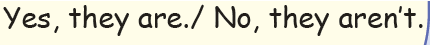 Yes, they are./ No, they aren't.